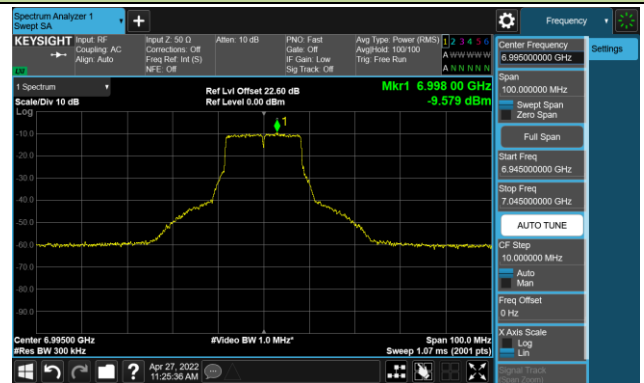 Spectrum Analyzer 1
Swept SA
Frequency
KEYSIGHT
Input: RF
Coupling: AC
Align: Auto
Input Z: 50 Ω
Corrections: Off
Freq Ref: Int (S)
NFE: Off
Atten: 10 dB
PNO: Fast
Gate: Off
IF Gain: Low
Sig Track: Off
Avg Type: Power (RMS)
Avg|Hold: 100/100
Trig: Free Run
1 2 3 4 5 6
A W W W W W
A N N N N N
LW
1 Spectrum
Scale/Div 10 dB
Log
Ref Lvl Offset 22.60 dB
Ref Level 0.00 dBm
Mkr1 6.998 00 GHz
-9.579 dBm
1
-10.0
-20.0
-30.0
-40.0
-50.0
-60.0
-70.0
-80.0
-90.0
Center 6.99500 GHz
#Res BW 300 kHz
#Video BW 1.0 MHz*
Span 100.0 MHz
Sweep 1.07 ms (2001 pts)
Center Frequency
6.995000000 GHz
Span
100.000000 MHz
Swept Span
Zero Span
Full Span
Start Freq
6.945000000 GHz
Stop Freq
7.045000000 GHz
AUTO TUNE
CF Step
10.000000 MHz
Auto
Man
Freq Offset
0 Hz
X Axis Scale
Log
Lin
Signal Track
(Span Zoom)
Settings
Apr 27, 2022
11:25:36 AM